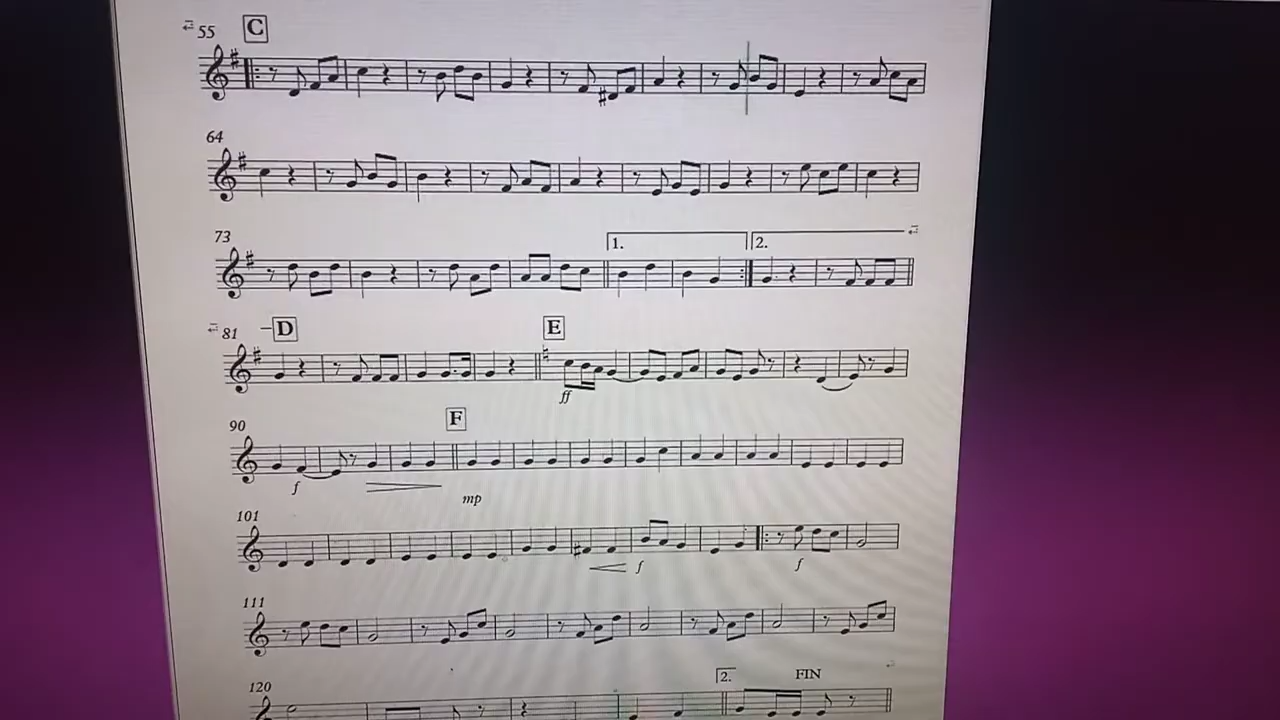 55 C
64
73 1. 2.
81 D E
ff
90 F
f mp
101
f f
111
120 2. FIN